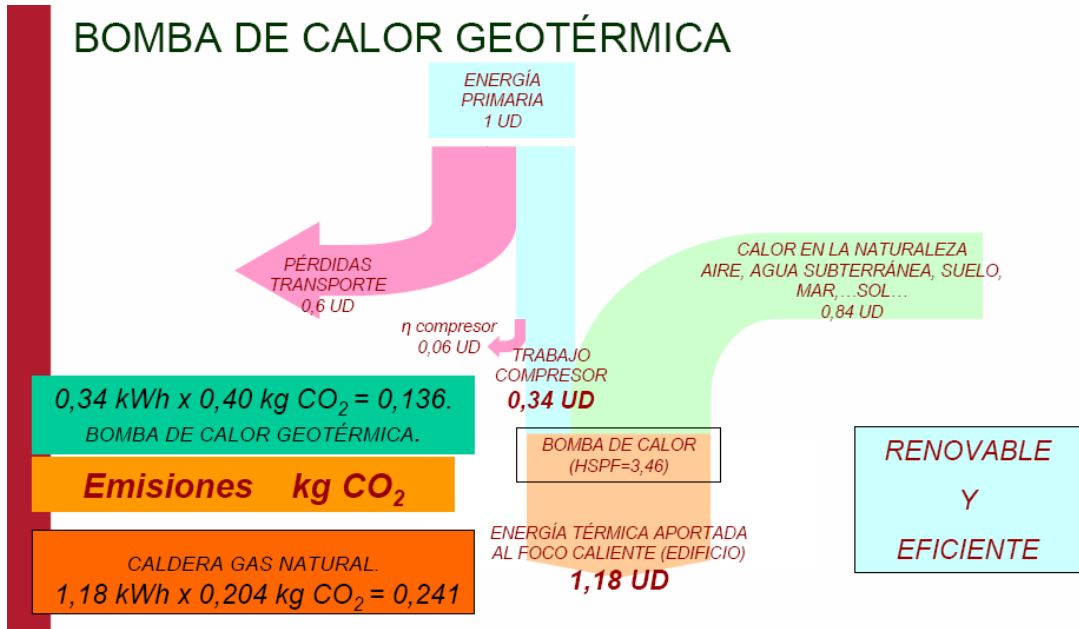 BOMBA DE CALOR GEOTÉRMICA
ENERGÍA
PRIMARIA
1 UD
PÉRDIDAS
TRANSPORTE
0,6 UD
CALOR EN LA NATURALEZA
AIRE, AGUA SUBTERRÁNEA, SUELO,
MAR,...SOL...
0,84 UD
η compresor
0,06 UD
TRABAJO
COMPRESOR
0,34 UD
0,34 kWh x 0,40 kg CO₂ = 0,136.
BOMBA DE CALOR GEOTÉRMICA.
Emisiones kg CO₂
CALDERA GAS NATURAL.
1,18 kWh x 0,204 kg CO₂ = 0,241
BOMBA DE CALOR
(HSPF=3,46)
ENERGÍA TÉRMICA APORTADA
AL FOCO CALIENTE (EDIFICIO)
1,18 UD
RENOVABLE
Y
EFICIENTE